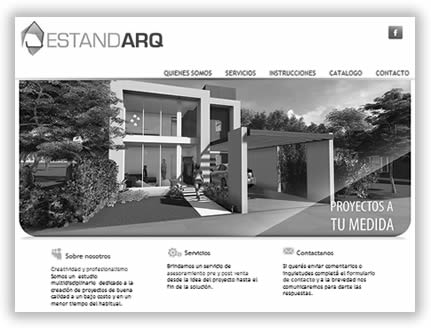 ESTANDARQ
f
QUIENES SOMOS SERVICIOS INSTRUCCIONES CATALOGO CONTACTO
PROYECTOS A
TU MEDIDA
Sobre nosotros
Creatividad y profesionalismo
Somos un estudio
multidisciplinario dedicado a la
creación de proyectos de buena
calidad a un bajo costo y en un
menor tiempo del habitual.
Servicios
Brindamos un servicio de
asesoramiento pre y post venta
desde la idea del proyecto hasta el
fin de la solución.
Contactanos
Si querés enviar comentarios o
inquietudes completá el formulario
de contacto y a la brevedad nos
comunicaremos para darte las
respuestas.